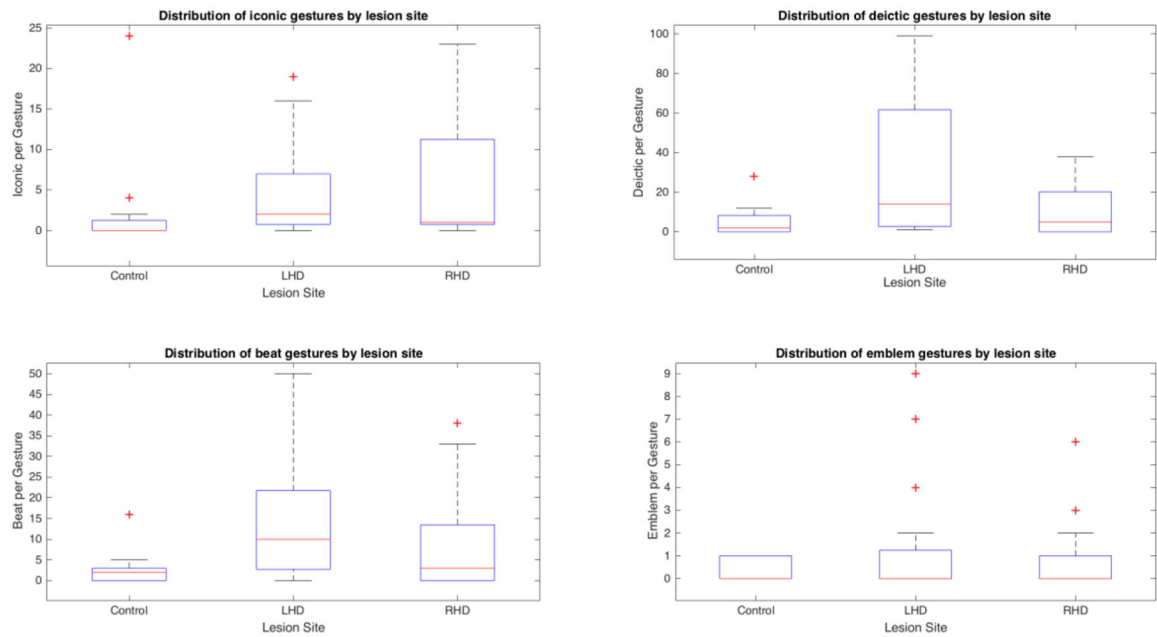 Distribution of iconic gestures by lesion site
Iconic per Gesture
25
20
15
10
5
0
Control LHD RHD
Lesion Site
Distribution of deictic gestures by lesion site
Deictic per Gesture
100
80
60
40
20
0
Control LHD RHD
Lesion Site
Distribution of beat gestures by lesion site
Beat per Gesture
50
45
40
35
30
25
20
15
10
5
0
Control LHD RHD
Lesion Site
Distribution of emblem gestures by lesion site
Emblem per Gesture
9
8
7
6
5
4
3
2
1
0
Control LHD RHD
Lesion Site